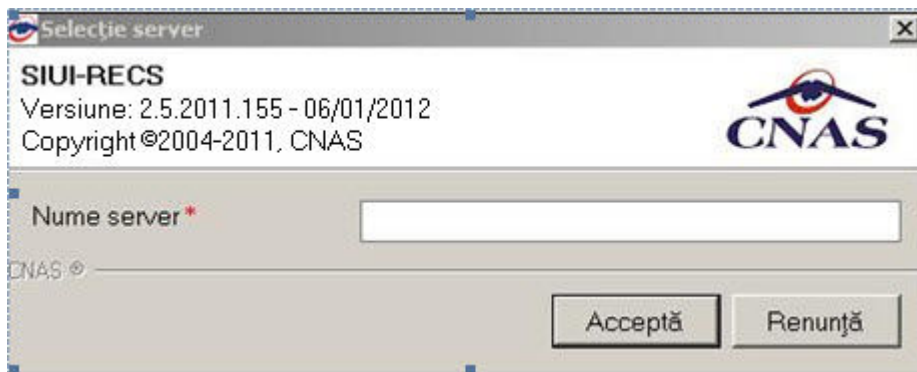 Selecție server
SIUI-RECS
Versiune: 2.5.2011.155 - 06/01/2012
Copyright ©2004-2011, CNAS
CNAS
Nume server *
CNAS ®
Acceptă Renunță